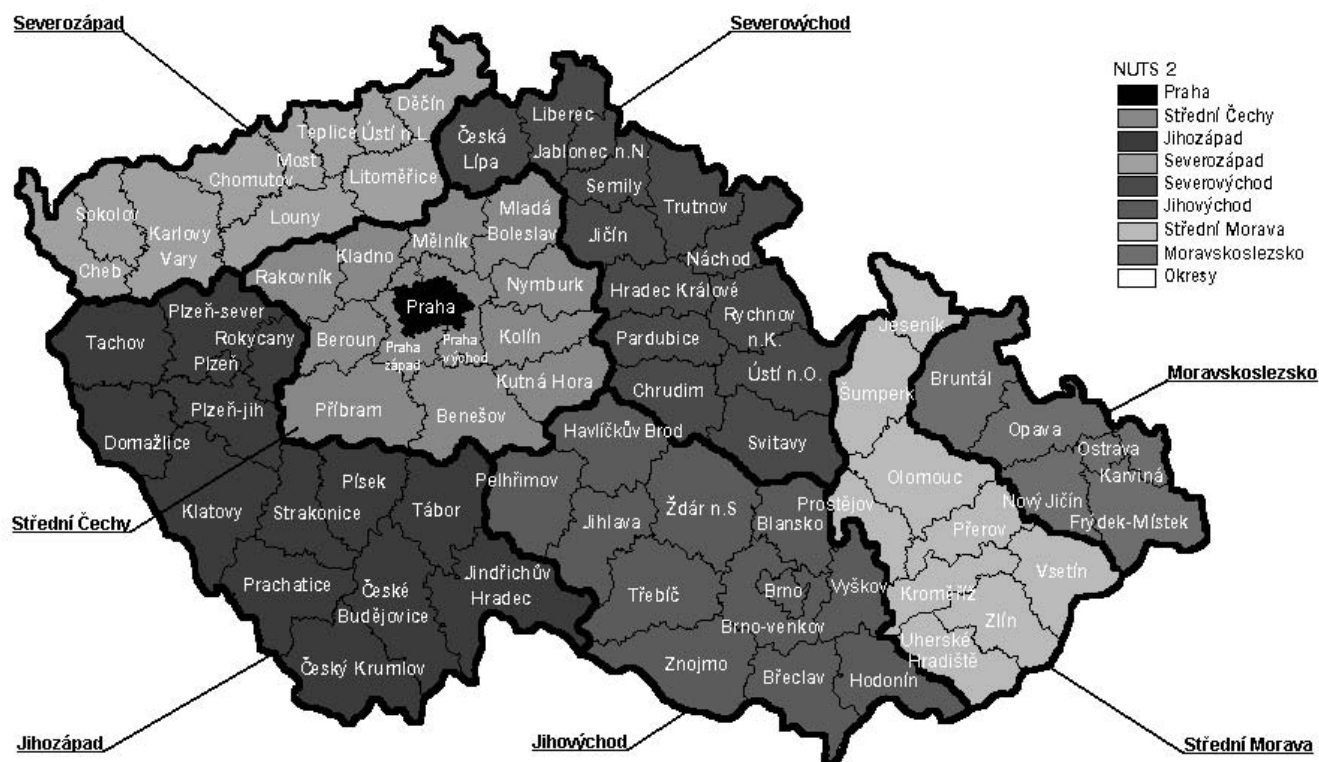 Severozápad
Severovýchod
NUTS 2
Praha
Střední Čechy
Jihozápad
Severozápad
Severovýchod
Jihovýchod
Střední Morava
Moravskoslezsko
Okresy
Děčín
Liberec
Teplice
Ústí n.L.
Česká
Lípa
Most
Jablonec n.N.
Chomutov
Litoměřice
Semily
Sokolov
Louny
Mladá
Boleslav
Trutnov
Karlovy
Vary
Mělník
Jičín
Cheb
Kladno
Rakovník
Náchod
Nymburk
Hradec Králové
Praha
Plzeň-sever
Rychnov
n.K.
Jeseník
Tachov
Rokycany
Beroun
Kolín
Pardubice
Plzeň
Praha
západ
Praha
východ
Ústí n.O.
Bruntál
Moravskoslezsko
Kutná Hora
Chrudim
Šumperk
Plzeň-jih
Příbram
Benešov
Domažlice
Havlíčkův Brod
Svitavy
Opava
Ostrava
Karviná
Písek
Pelhřimov
Olomouc
Nový Jičín
Klatovy
Strakonice
Tábor
Střední Čechy
Jihlava
Žďár n.S
Blansko
Prostějov
Přerov
Frýdek-Místek
Prachatice
České
Budějovice
Jindřichův
Hradec
Třebíč
Brno
Vyškov
Kroměříž
Vsetín
Zlín
Brno-venkov
Uherské
Hradiště
Český Krumlov
Znojmo
Břeclav
Hodonín
Jihozápad
Jihovýchod
Střední Morava